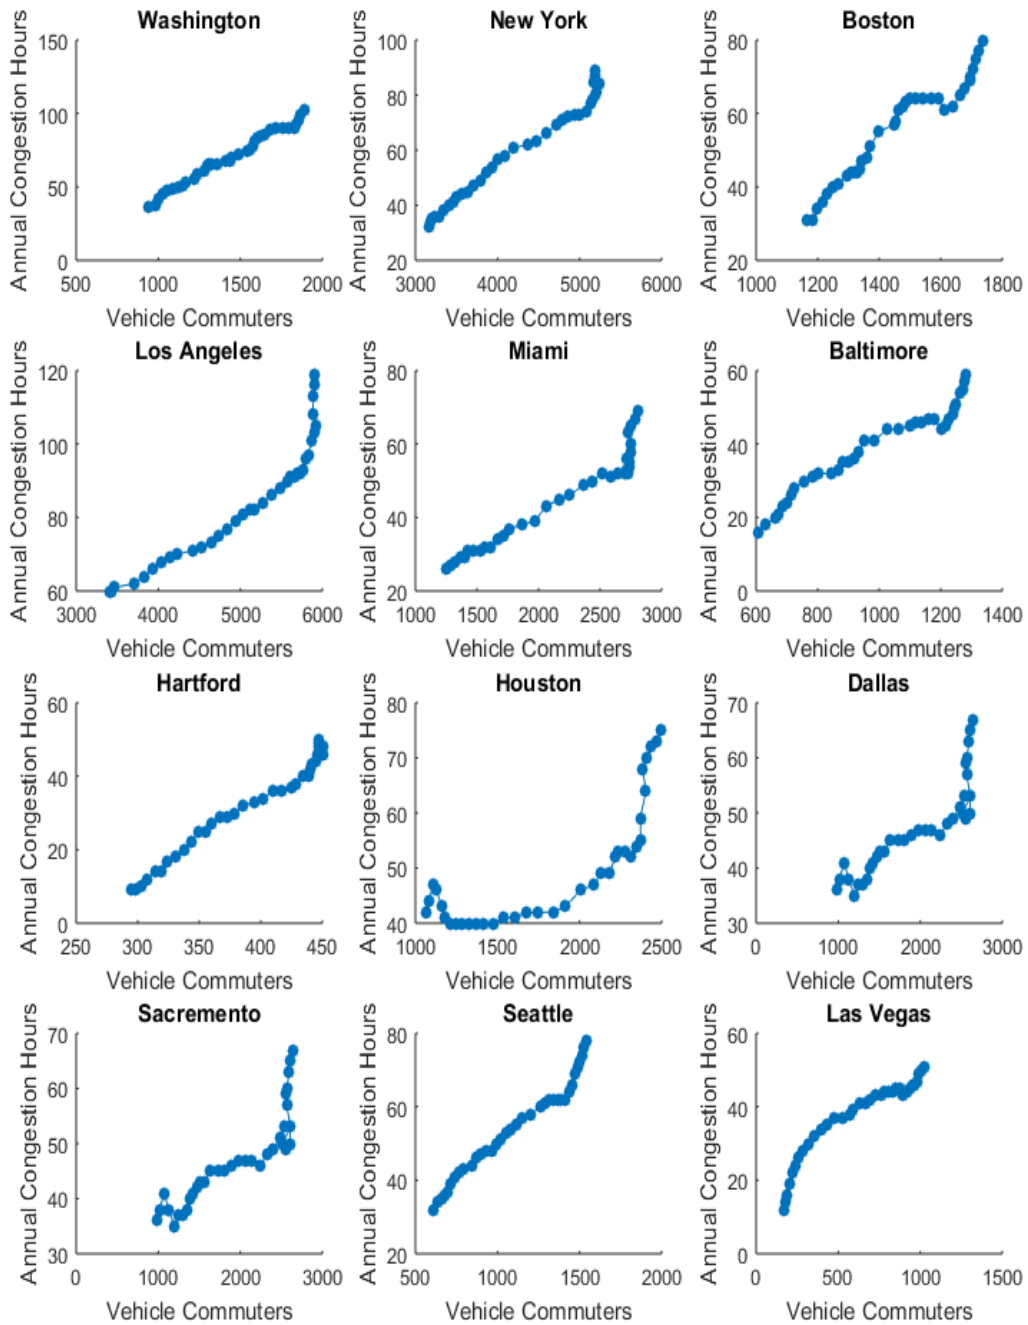 Washington
Annual Congestion Hours
150
100
50
0
500 1000 1500 2000
Vehicle Commuters
New York
Annual Congestion Hours
100
80
60
40
20
3000 4000 5000 6000
Vehicle Commuters
Boston
Annual Congestion Hours
80
60
40
20
1000 1200 1400 1600 1800
Vehicle Commuters
Los Angeles
Annual Congestion Hours
120
100
80
60
3000 4000 5000 6000
Vehicle Commuters
Miami
Annual Congestion Hours
80
60
40
20
1000 1500 2000 2500 3000
Vehicle Commuters
Baltimore
Annual Congestion Hours
60
40
20
0
600 800 1000 1200 1400
Vehicle Commuters
Hartford
Annual Congestion Hours
60
40
20
0
250 300 350 400 450
Vehicle Commuters
Houston
Annual Congestion Hours
80
70
60
50
40
1000 1500 2000 2500
Vehicle Commuters
Dallas
Annual Congestion Hours
70
60
50
40
30
0 1000 2000 3000
Vehicle Commuters
Sacremento
Annual Congestion Hours
70
60
50
40
30
0 1000 2000 3000
Vehicle Commuters
Seattle
Annual Congestion Hours
80
60
40
20
500 1000 1500 2000
Vehicle Commuters
Las Vegas
Annual Congestion Hours
60
40
20
0
0 500 1000 1500
Vehicle Commuters